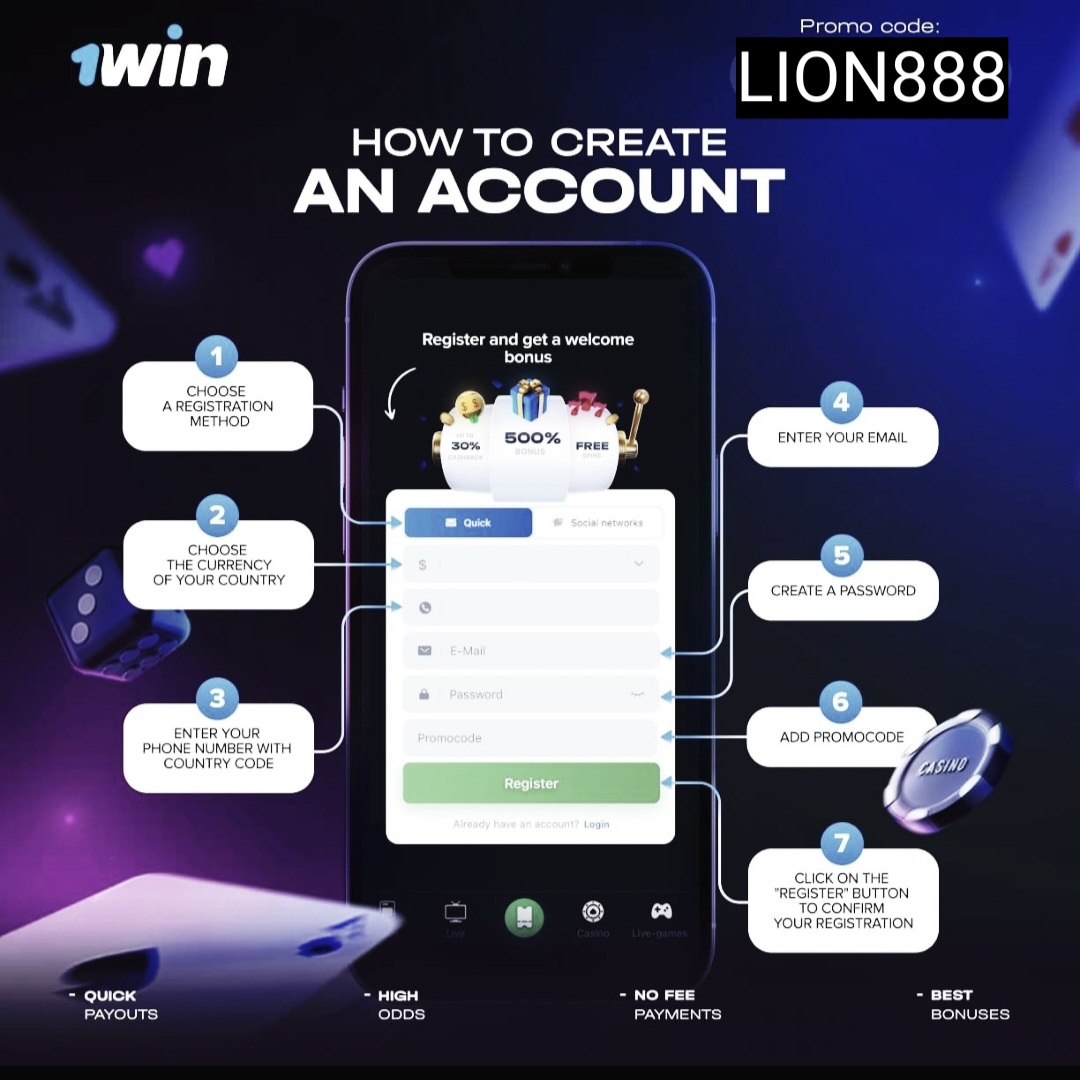 1win
Promo code:
LION888
HOW TO CREATE
AN ACCOUNT
Register and get a welcome
bonus
UP TO
30%
CASHBACK
500%
BONUS
FREE
SPINS
777
1
CHOOSE
A REGISTRATION
METHOD
2
CHOOSE
THE CURRENCY
OF YOUR COUNTRY
3
ENTER YOUR
PHONE NUMBER WITH
COUNTRY CODE
Quick
Social networks
$
E-Mail
Password
Promocode
Register
Already have an account? Login
4
ENTER YOUR EMAIL
5
CREATE A PASSWORD
6
ADD PROMOCODE
CASINO
7
CLICK ON THE
"REGISTER" BUTTON
TO CONFIRM
YOUR REGISTRATION
Live
Casino
Live-games
- QUICK
PAYOUTS
- HIGH
ODDS
- NO FEE
PAYMENTS
- BEST
BONUSES